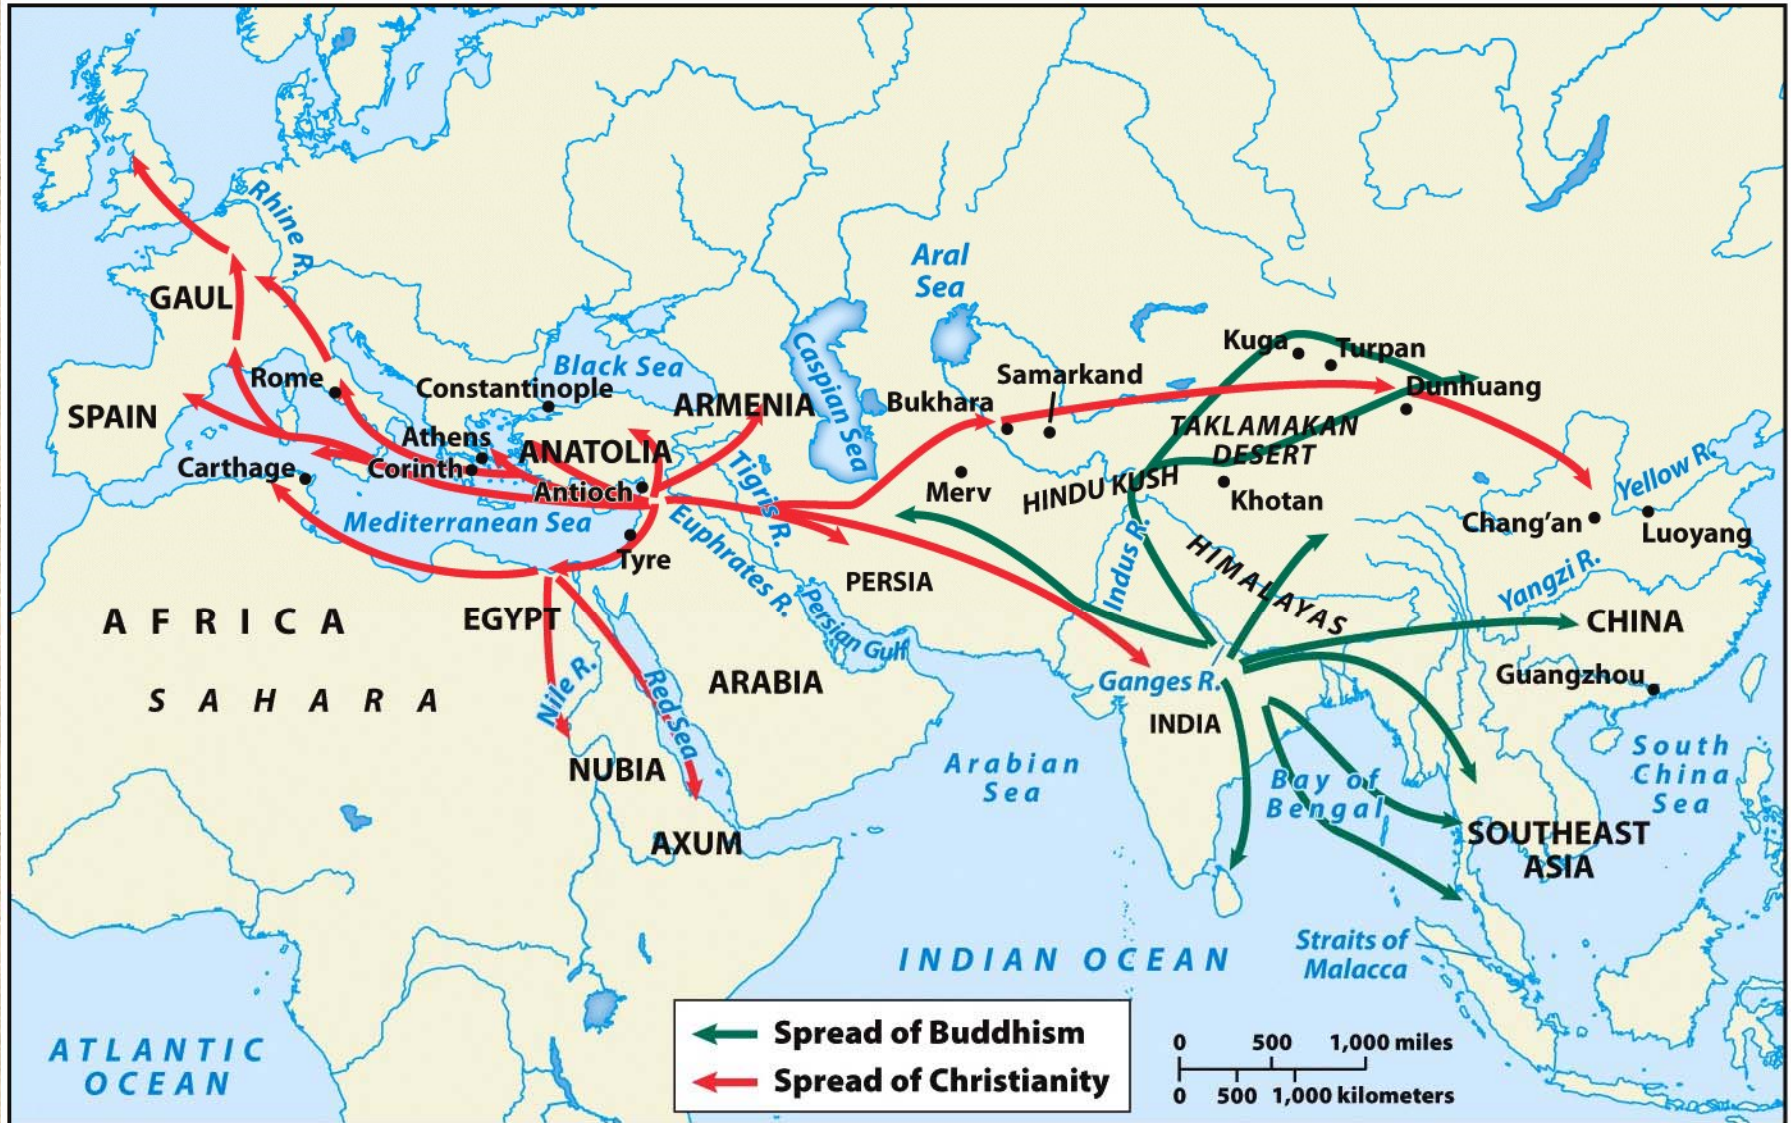 Rhine R.
GAUL
Aral
Sea
Caspian Sea
Black Sea
Kuga
Turpan
Rome
Constantinople
Samarkand
Dunhuang
SPAIN
ARMENIA
Bukhara
TAKLAMAKAN
DESERT
Athens
ANATOLIA
Carthage
Corinth
Antioch
Tigris R.
Merv
HINDU KUSH
Khotan
Yellow R.
Mediterranean Sea
Chang'an
Luoyang
Tyre
Euphrates R.
PERSIA
Indus R.
HIMALAYAS
Yangzi R.
AFRICA
EGYPT
Persian Gulf
CHINA
SAHARA
Nile R.
Red Sea
ARABIA
Ganges R.
Guangzhou
INDIA
NUBIA
Arabian
Sea
Bay of
Bengal
South
China
Sea
AXUM
SOUTHEAST
ASIA
INDIAN OCEAN
Straits of
Malacca
ATLANTIC
OCEAN
Spread of Buddhism
Spread of Christianity
0 500 1,000 miles
0 500 1,000 kilometers